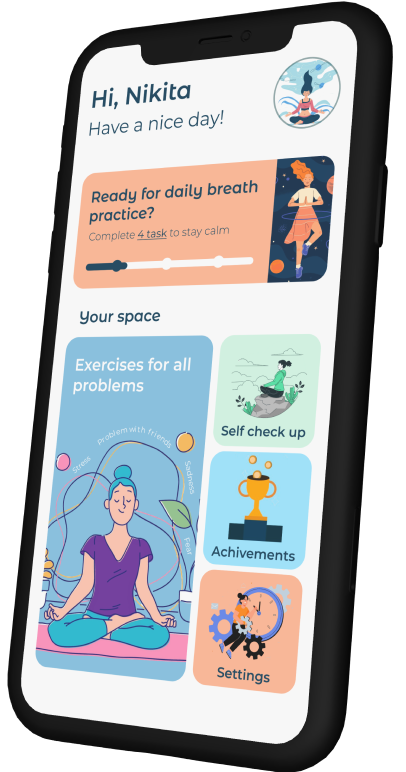 Hi, Nikita
Have a nice day!
Ready for daily breath
practice?
Complete 4 task to stay calm
Your space
Exercises for all
problems
Stress
Problem with friends
Sadness
Fear
Self check up
Achivements
Settings